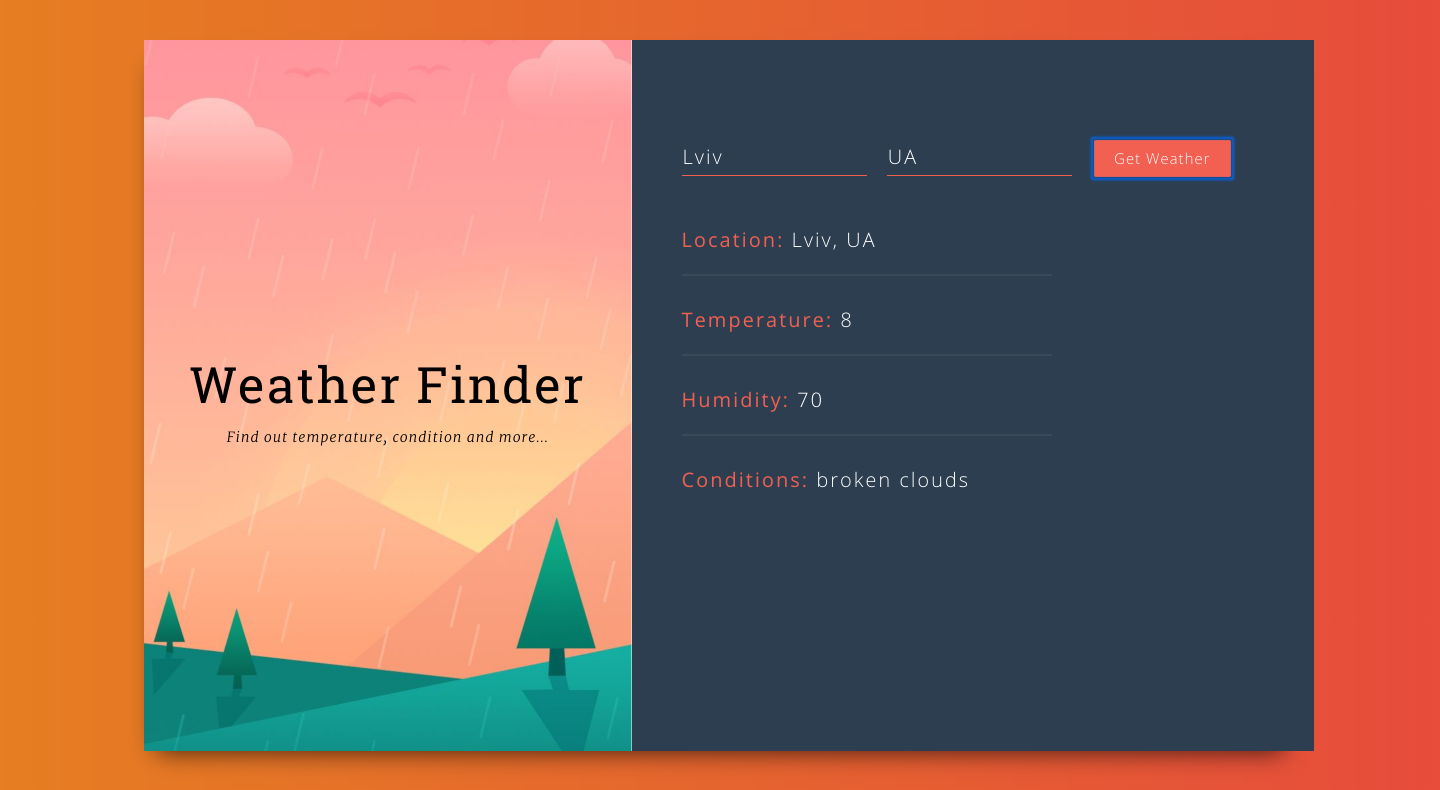 Weather Finder
Find out temperature, condition and more...
Lviv
UA
Get Weather
Location: Lviv, UA
Temperature: 8
Humidity: 70
Conditions: broken clouds